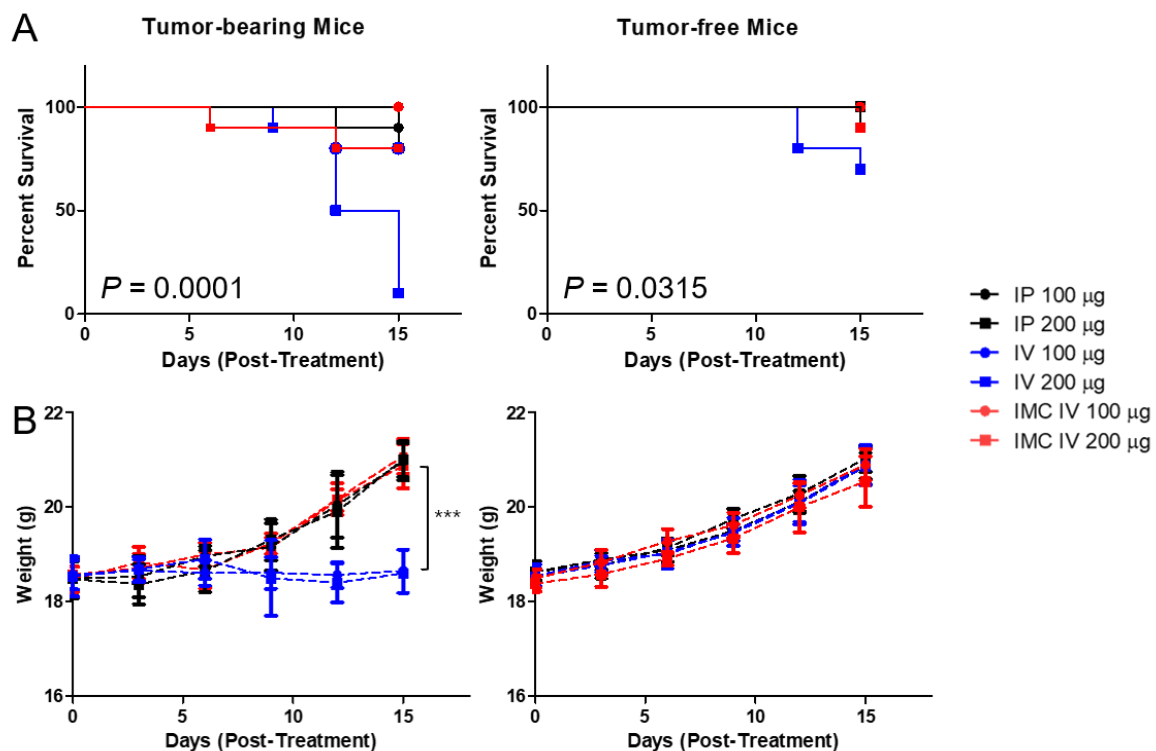 A
Tumor-bearing Mice
Tumor-free Mice
Percent Survival
100
50
0
P = 0.0001
0
5
10
15
Days (Post-Treatment)
Percent Survival
100
50
0
P = 0.0315
0
5
10
15
Days (Post-Treatment)
IP 100 μg
IP 200 μg
IV 100 μg
IV 200 μg
IMC IV 100 μg
IMC IV 200 μg
B
Weight (g)
22
20
18
16
***
0
5
10
15
Days (Post-Treatment)
Weight (g)
22
20
18
16
0
5
10
15
Days (Post-Treatment)